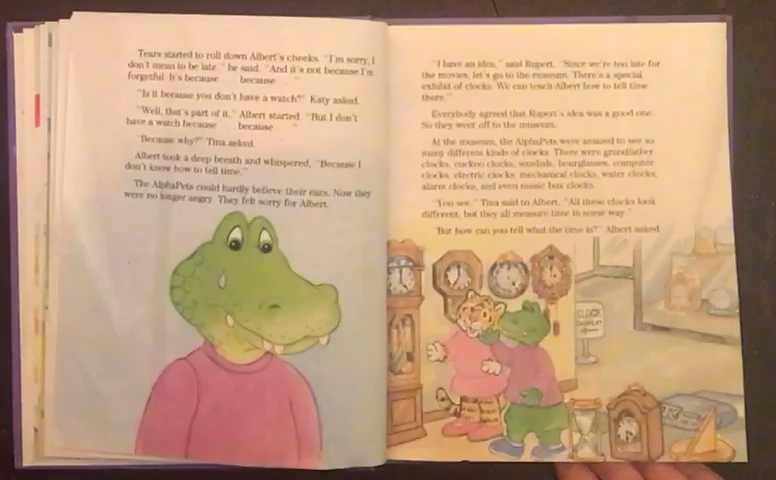 Tears started to roll down Albert's cheeks. "I'm sorry, I
don't mean to be late," he said. "And it's not because I'm
forgetful. It's because . . . because . . ."
"Is it because you don't have a watch?" Katy asked.
"Well, that's part of it," Albert started. "But I don't
have a watch because . . . because . . ."
"Because why?" Tina asked.
Albert took a deep breath and whispered, "Because I
don't know how to tell time."
The AlphaPets could hardly believe their ears. Now they
were no longer angry. They felt sorry for Albert.
"I have an idea," said Rupert. "Since we're too late for
the movies, let's go to the museum. There's a special
exhibit of clocks. We can teach Albert how to tell time
there."
Everybody agreed that Rupert's idea was a good one.
So they went off to the museum.
At the museum, the AlphaPets were amazed to see so
many different kinds of clocks. There were grandfather
clocks, cuckoo clocks, sundials, hourglasses, computer
clocks, electric clocks, mechanical clocks, water clocks,
alarm clocks, and even music box clocks.
"You see," Tina said to Albert, "All these clocks look
different, but they all measure time in some way."
"But how can you tell what the time is?" Albert asked.
CLOCK
DISPLAY